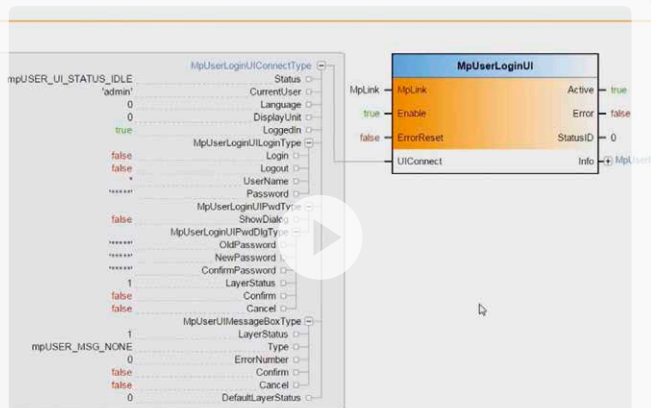 MpUserLoginUIConnectType
mpUSER_UI_STATUS_IDLE Status
'admin' CurrentUser
0 Language
0 DisplayUnit
true LoggedIn
MpUserLoginUILoginType
false Login
false Logout
UserName
'*****' Password
MpUserLoginUIPwdType
false ShowDialog
MpUserLoginUIPwdDlgType
'*****' OldPassword
'*****' NewPassword
'*****' ConfirmPassword
1 LayerStatus
false Confirm
false Cancel
MpUserUIMessageBoxType
1 LayerStatus
mpUSER_MSG_NONE Type
0 ErrorNumber
false Confirm
false Cancel
0 DefaultLayerStatus
MpUserLoginUI
MpLink MpLink Active true
true Enable Error false
false ErrorReset StatusID 0
UIConnect Info